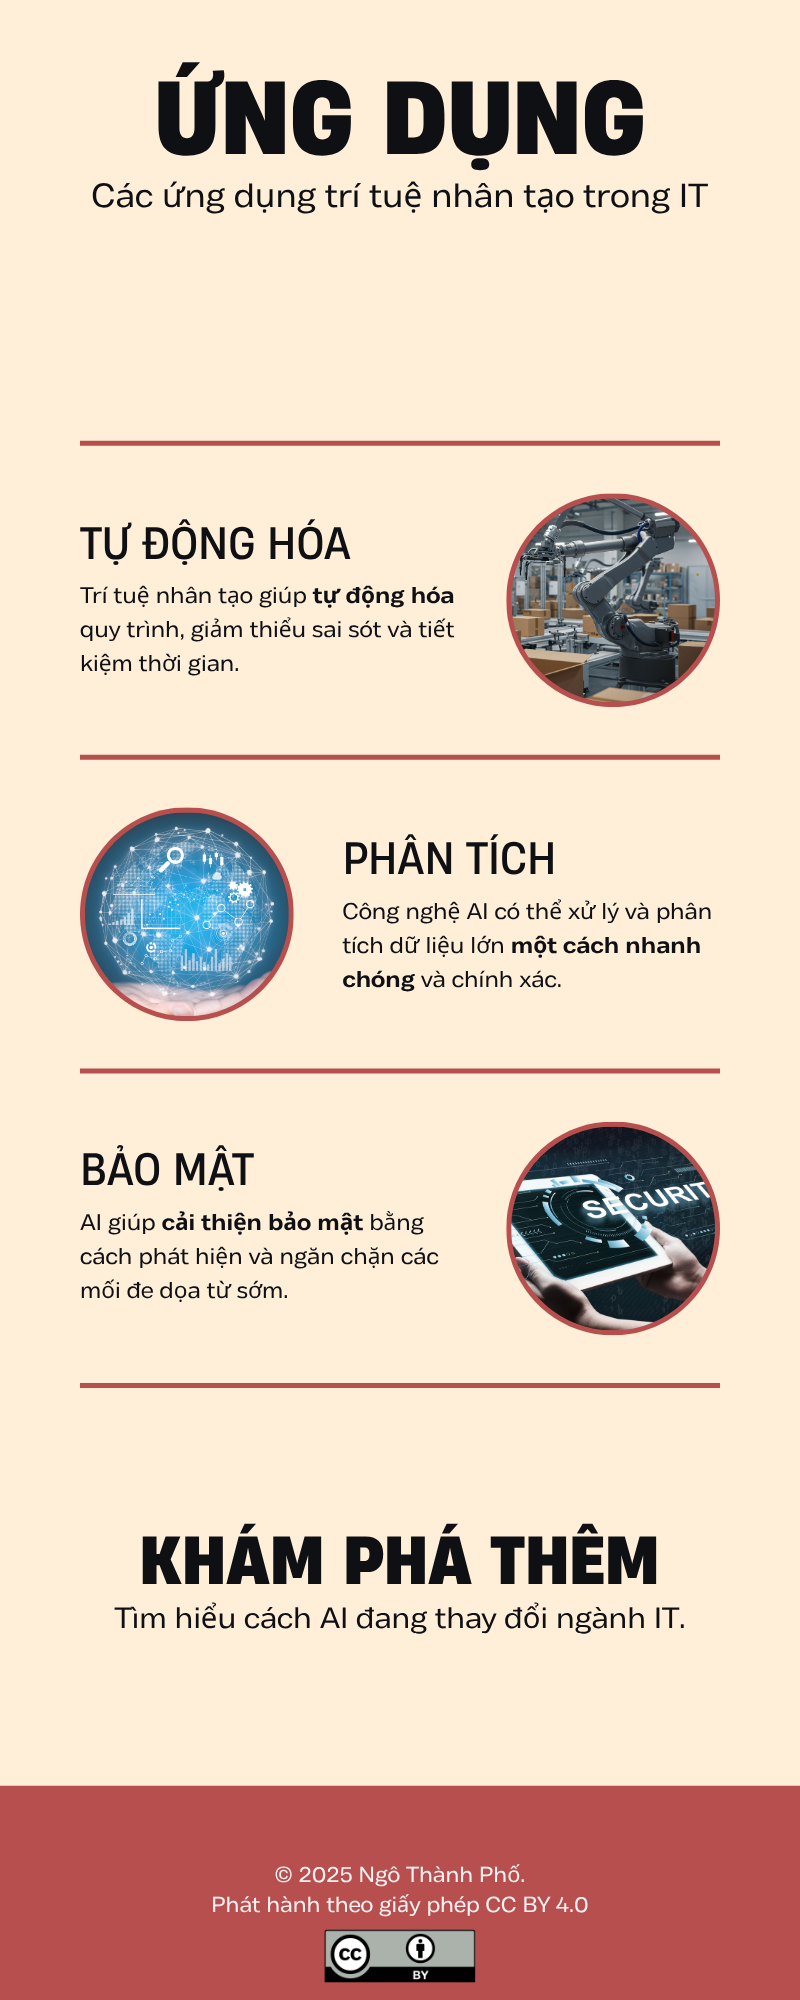 ỨNG DỤNG
Các ứng dụng trí tuệ nhân tạo trong IT
TỰ ĐỘNG HÓA
Trí tuệ nhân tạo giúp tự động hóa
quy trình, giảm thiểu sai sót và tiết
kiệm thời gian.
PHÂN TÍCH
Công nghệ AI có thể xử lý và phân
tích dữ liệu lớn một cách nhanh
chóng và chính xác.
BẢO MẬT
AI giúp cải thiện bảo mật bằng
cách phát hiện và ngăn chặn các
mối đe dọa từ sớm.
SECURIT
KHÁM PHÁ THÊM
Tìm hiểu cách AI đang thay đổi ngành IT.
© 2025 Ngô Thành Phố.
Phát hành theo giấy phép CC BY 4.0
CC
BY